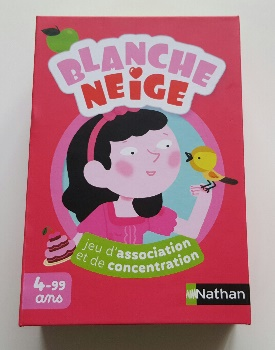 BLANCHE
NEIGE
jeu d'association
et de concentration
4-99
ans
Nathan